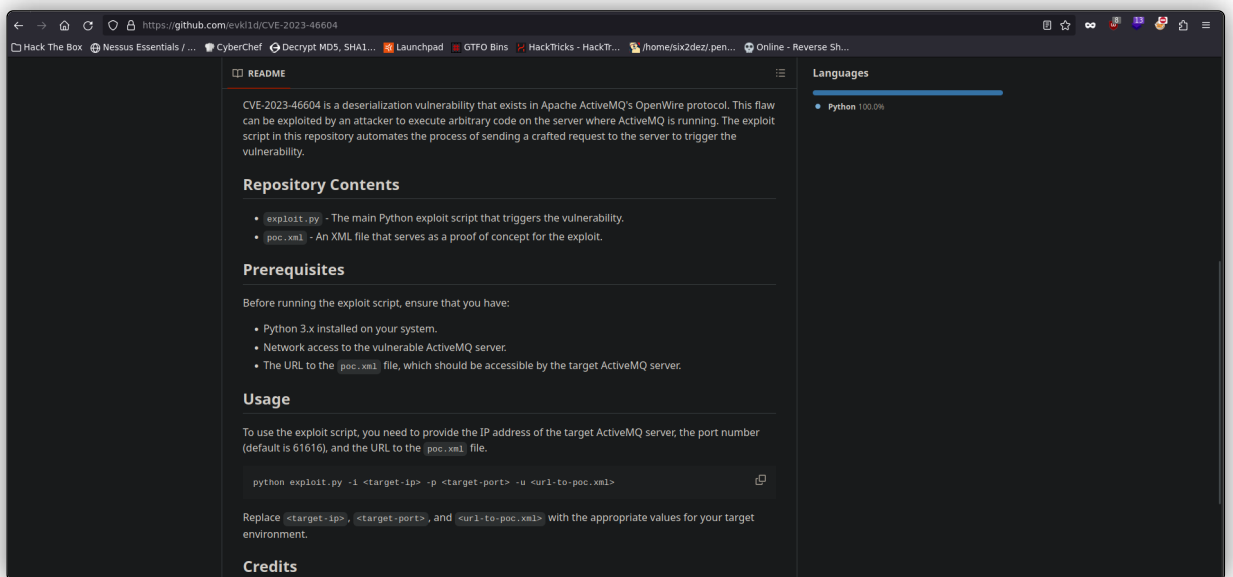 https://github.com/evkl1d/CVE-2023-46604
8
13
Hack The Box
Nessus Essentials / ...
CyberChef
Decrypt MD5, SHA1...
Launchpad
GTFO Bins
HackTricks - HackTr...
/home/six2dez/.pen...
Online - Reverse Sh...
README
CVE-2023-46604 is a deserialization vulnerability that exists in Apache ActiveMQ's OpenWire protocol. This flaw
can be exploited by an attacker to execute arbitrary code on the server where ActiveMQ is running. The exploit
script in this repository automates the process of sending a crafted request to the server to trigger the
vulnerability.
Repository Contents
• exploit.py - The main Python exploit script that triggers the vulnerability.
• poc.xml - An XML file that serves as a proof of concept for the exploit.
Prerequisites
Before running the exploit script, ensure that you have:
• Python 3.x installed on your system.
• Network access to the vulnerable ActiveMQ server.
• The URL to the poc.xml file, which should be accessible by the target ActiveMQ server.
Usage
To use the exploit script, you need to provide the IP address of the target ActiveMQ server, the port number
(default is 61616), and the URL to the poc.xml file.
python exploit.py -i <target-ip> -p <target-port> -u <url-to-poc.xml>
Replace <target-ip>, <target-port>, and <url-to-poc.xml> with the appropriate values for your target
environment.
Credits
Languages
Python 100.0%